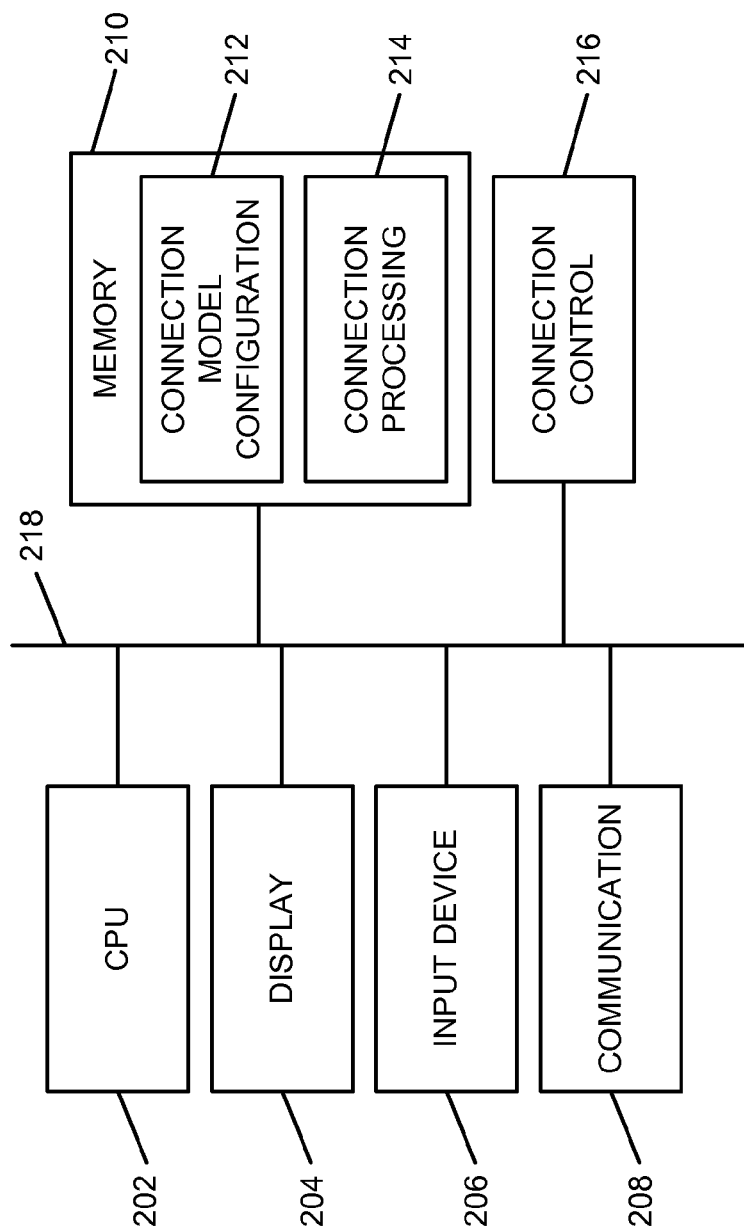 218
210
MEMORY
212
CONNECTION
MODEL
CONFIGURATION
214
CONNECTION
PROCESSING
216
CONNECTION
CONTROL
CPU
202
DISPLAY
204
INPUT DEVICE
206
COMMUNICATION
208